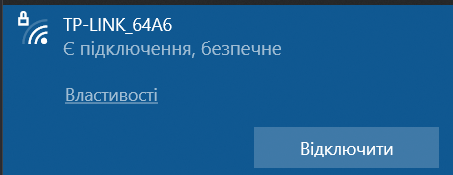 TP-LINK_64A6
Є підключення, безпечне
Властивості
Відключити